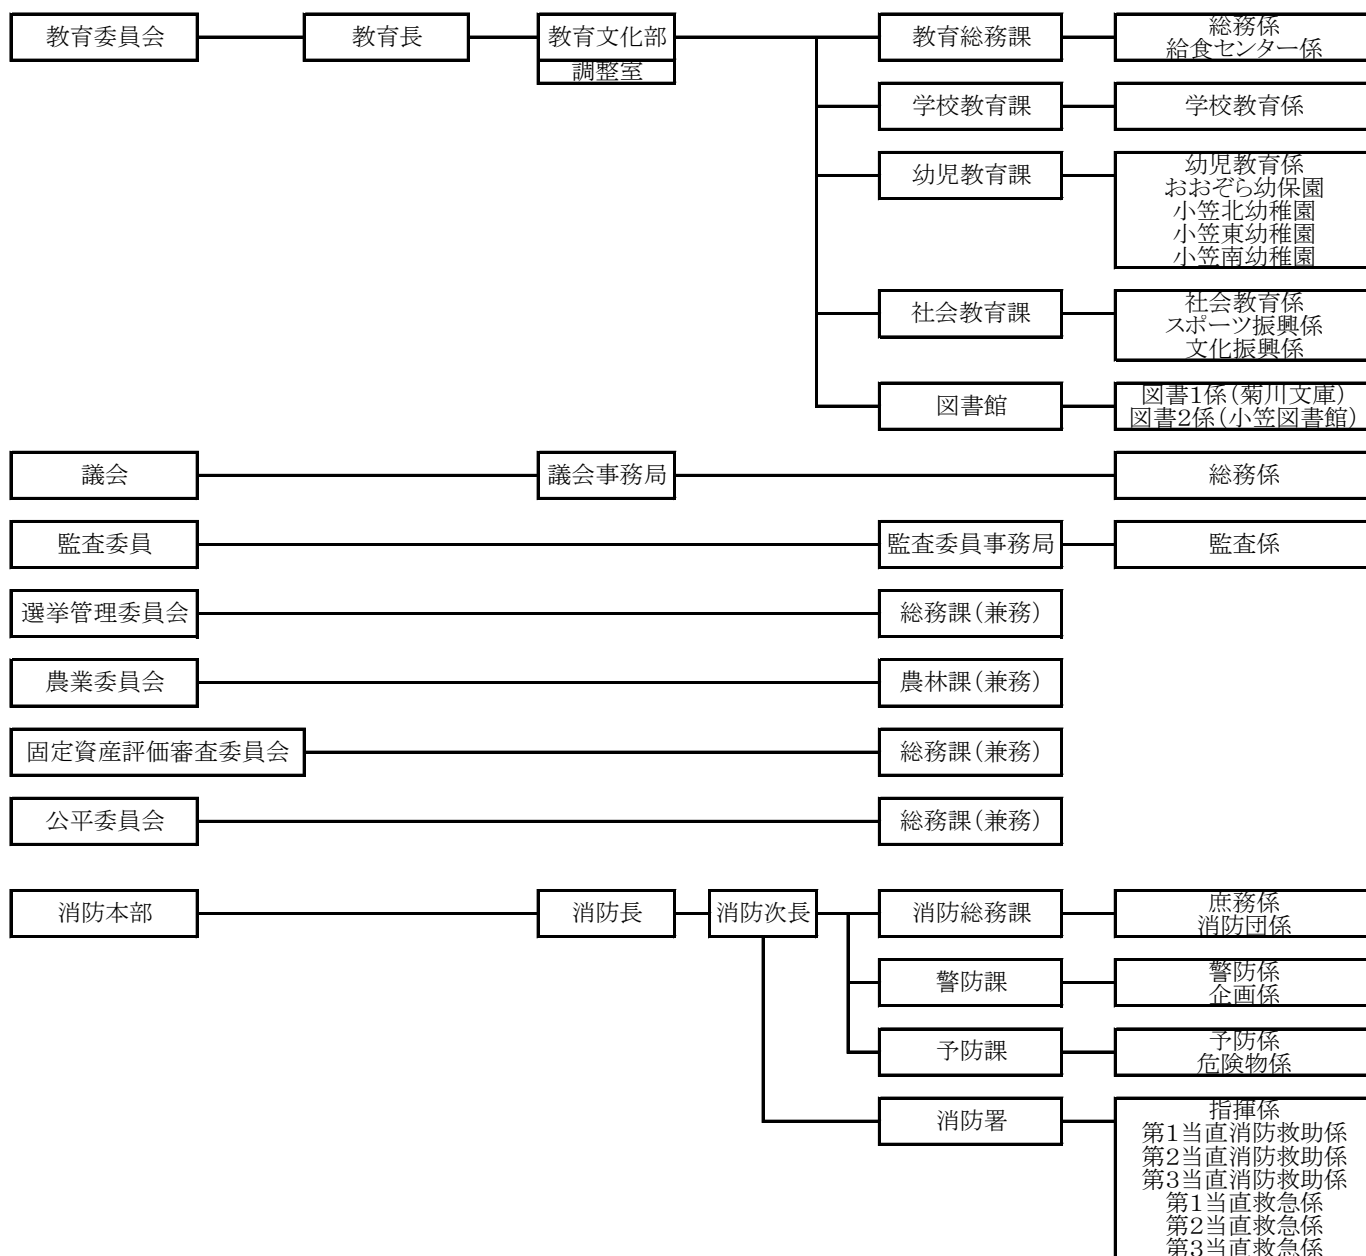 教育委員会
教育長
教育文化部
調整室
教育総務課
総務係
給食センター係
学校教育課
学校教育係
幼児教育課
幼児教育係
おおぞら幼保園
小笠北幼稚園
小笠東幼稚園
小笠南幼稚園
社会教育課
社会教育係
スポーツ振興係
文化振興係
図書館
図書1係(菊川文庫)
図書2係(小笠図書館)
議会
議会事務局
総務係
監査委員
監査委員事務局
監査係
選挙管理委員会
総務課(兼務)
農業委員会
農林課(兼務)
固定資産評価審査委員会
総務課(兼務)
公平委員会
総務課(兼務)
消防本部
消防長
消防次長
消防総務課
庶務係
消防団係
警防課
警防係
企画係
予防課
予防係
危険物係
消防署
指揮係
第1当直消防救助係
第2当直消防救助係
第3当直消防救助係
第1当直救急係
第2当直救急係
第3当直救急係